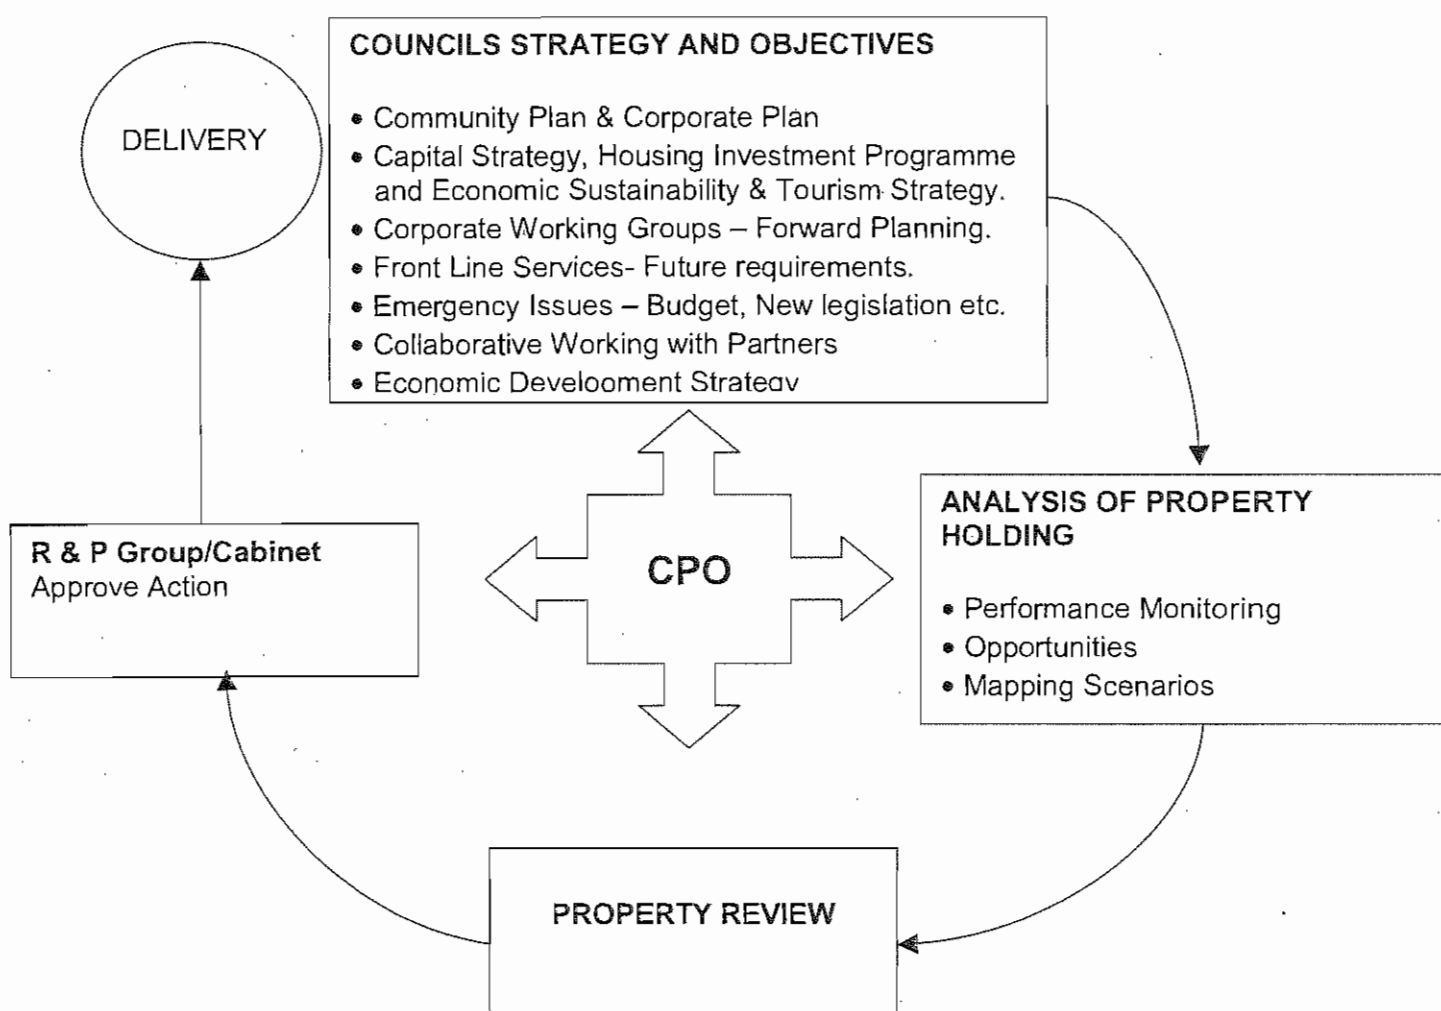 DELIVERY
COUNCILS STRATEGY AND OBJECTIVES
• Community Plan & Corporate Plan
• Capital Strategy, Housing Investment Programme
and Economic Sustainability & Tourism Strategy.
• Corporate Working Groups – Forward Planning.
• Front Line Services- Future requirements.
• Emergency Issues – Budget, New legislation etc.
• Collaborative Working with Partners
• Economic Development Strategy
R & P Group/Cabinet
Approve Action
CPO
ANALYSIS OF PROPERTY
HOLDING
• Performance Monitoring
• Opportunities
• Mapping Scenarios
PROPERTY REVIEW